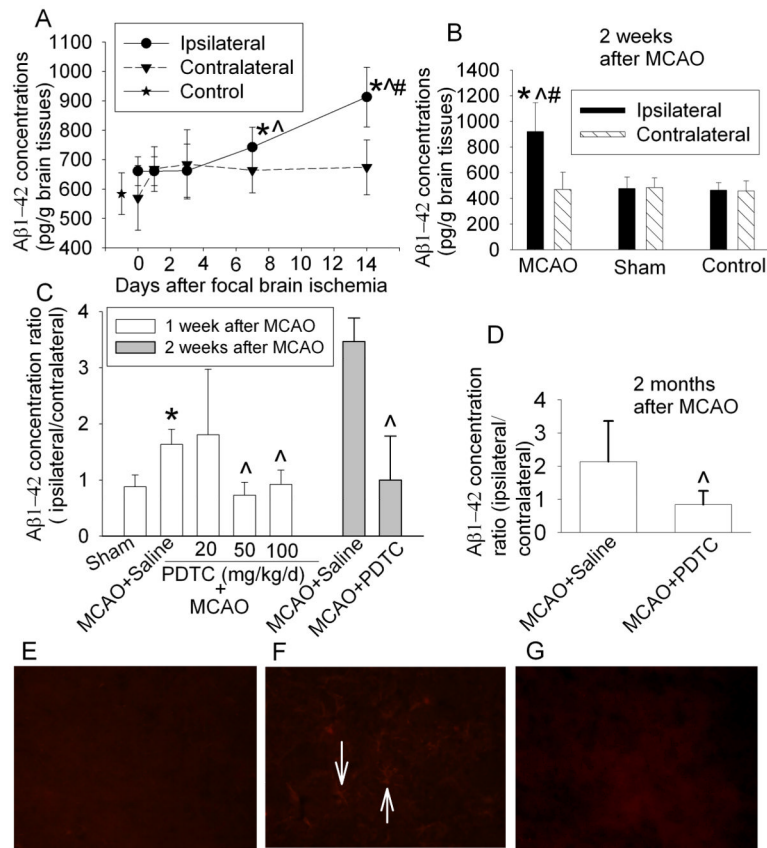 A
Aβ1−42 concentrations
(pg/g brain tissues)
1100
1000
900
800
700
600
500
400
Ipsilateral
Contralateral
Control
*^
*^#
0 2 4 6 8 10 12 14
Days after focal brain ischemia
B
2 weeks
after MCAO
Aβ1−42 concentrations
(pg/g brain tissues)
1400
1200
1000
800
600
400
200
0
*^#
Ipsilateral
Contralateral
MCAO Sham Control
C
Aβ1−42 concentration ratio
( ipsilateral/contralateral)
4
3
2
1
0
1 week after MCAO
2 weeks after MCAO
*
^ ^
^
Sham
MCAO+Saline
20 50 100
PDTC (mg/kg/d)
+
MCAO
MCAO+Saline
MCAO+PDTC
D
2 months
after MCAO
Aβ1−42 concentration
ratio (ipsilateral/
contralateral)
4
3
2
1
0
^
MCAO+Saline
MCAO+PDTC
E F G